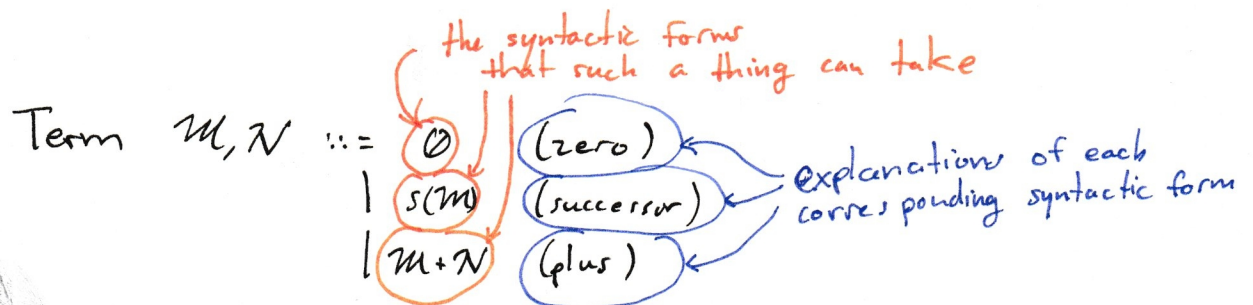 the syntactic forms
that such a thing can take
Term M, N ::= 0 (zero)
| s(M) (successor)
| M + N (plus)
explanations of each
corresponding syntactic form